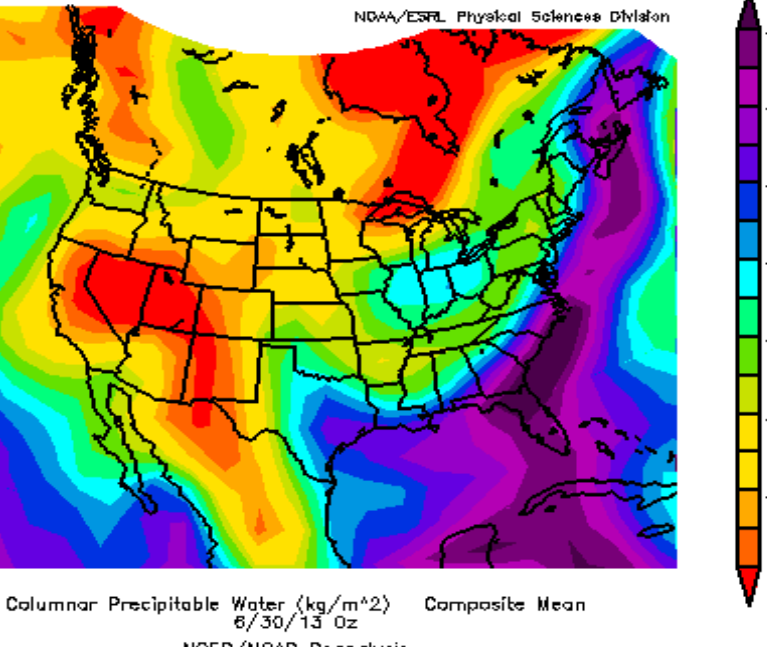 NOAA/ESRL Physical Sciences Division
Columnar Precipitable Water (kg/m^2) Composite Mean
6/30/13 0z